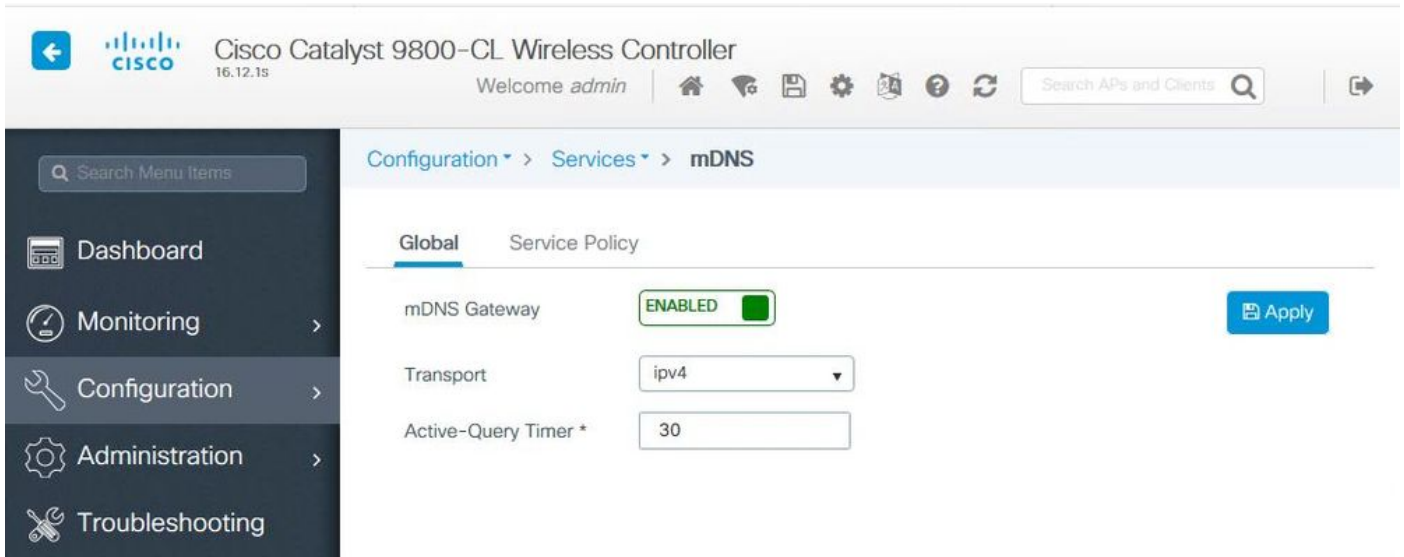 CISCO
Cisco Catalyst 9800-CL Wireless Controller
16.12.1s
Welcome admin
Search APs and Clients
Search Menu Items
Configuration > Services > mDNS
Dashboard
Monitoring
Configuration
Administration
Troubleshooting
Global Service Policy
mDNS Gateway ENABLED
Apply
Transport ipv4
Active-Query Timer * 30